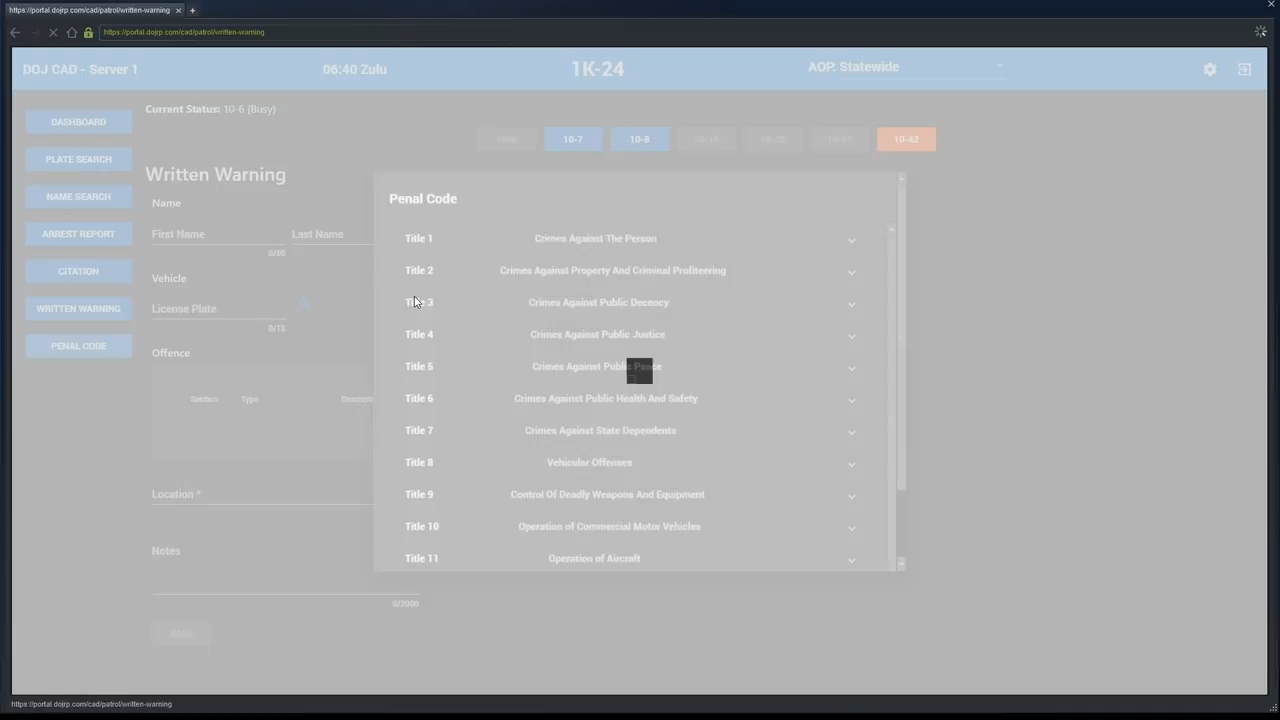 https://portal.dojrp.com/cad/patrol/written-warning
https://portal.dojrp.com/cad/patrol/written-warning
DOJ CAD - Server 1
06:40 Zulu
1K-24
AOP: Statewide
Current Status: 10-6 (Busy)
10-7
10-8
10-42
DASHBOARD
PLATE SEARCH
NAME SEARCH
ARREST REPORT
CITATION
WRITTEN WARNING
PENAL CODE
Written Warning
Name
First Name
Last Name
0/50
Vehicle
License Plate
0/15
Offence
Section
Type
Location *
Notes
0/2000
Penal Code
Title 1 Crimes Against The Person
Title 2 Crimes Against Property And Criminal Profiteering
Title 3 Crimes Against Public Decency
Title 4 Crimes Against Public Justice
Title 5 Crimes Against Public Peace
Title 6 Crimes Against Public Health And Safety
Title 7 Crimes Against State Dependents
Title 8 Vehicular Offenses
Title 9 Control Of Deadly Weapons And Equipment
Title 10 Operation of Commercial Motor Vehicles
Title 11 Operation of Aircraft
https://portal.dojrp.com/cad/patrol/written-warning